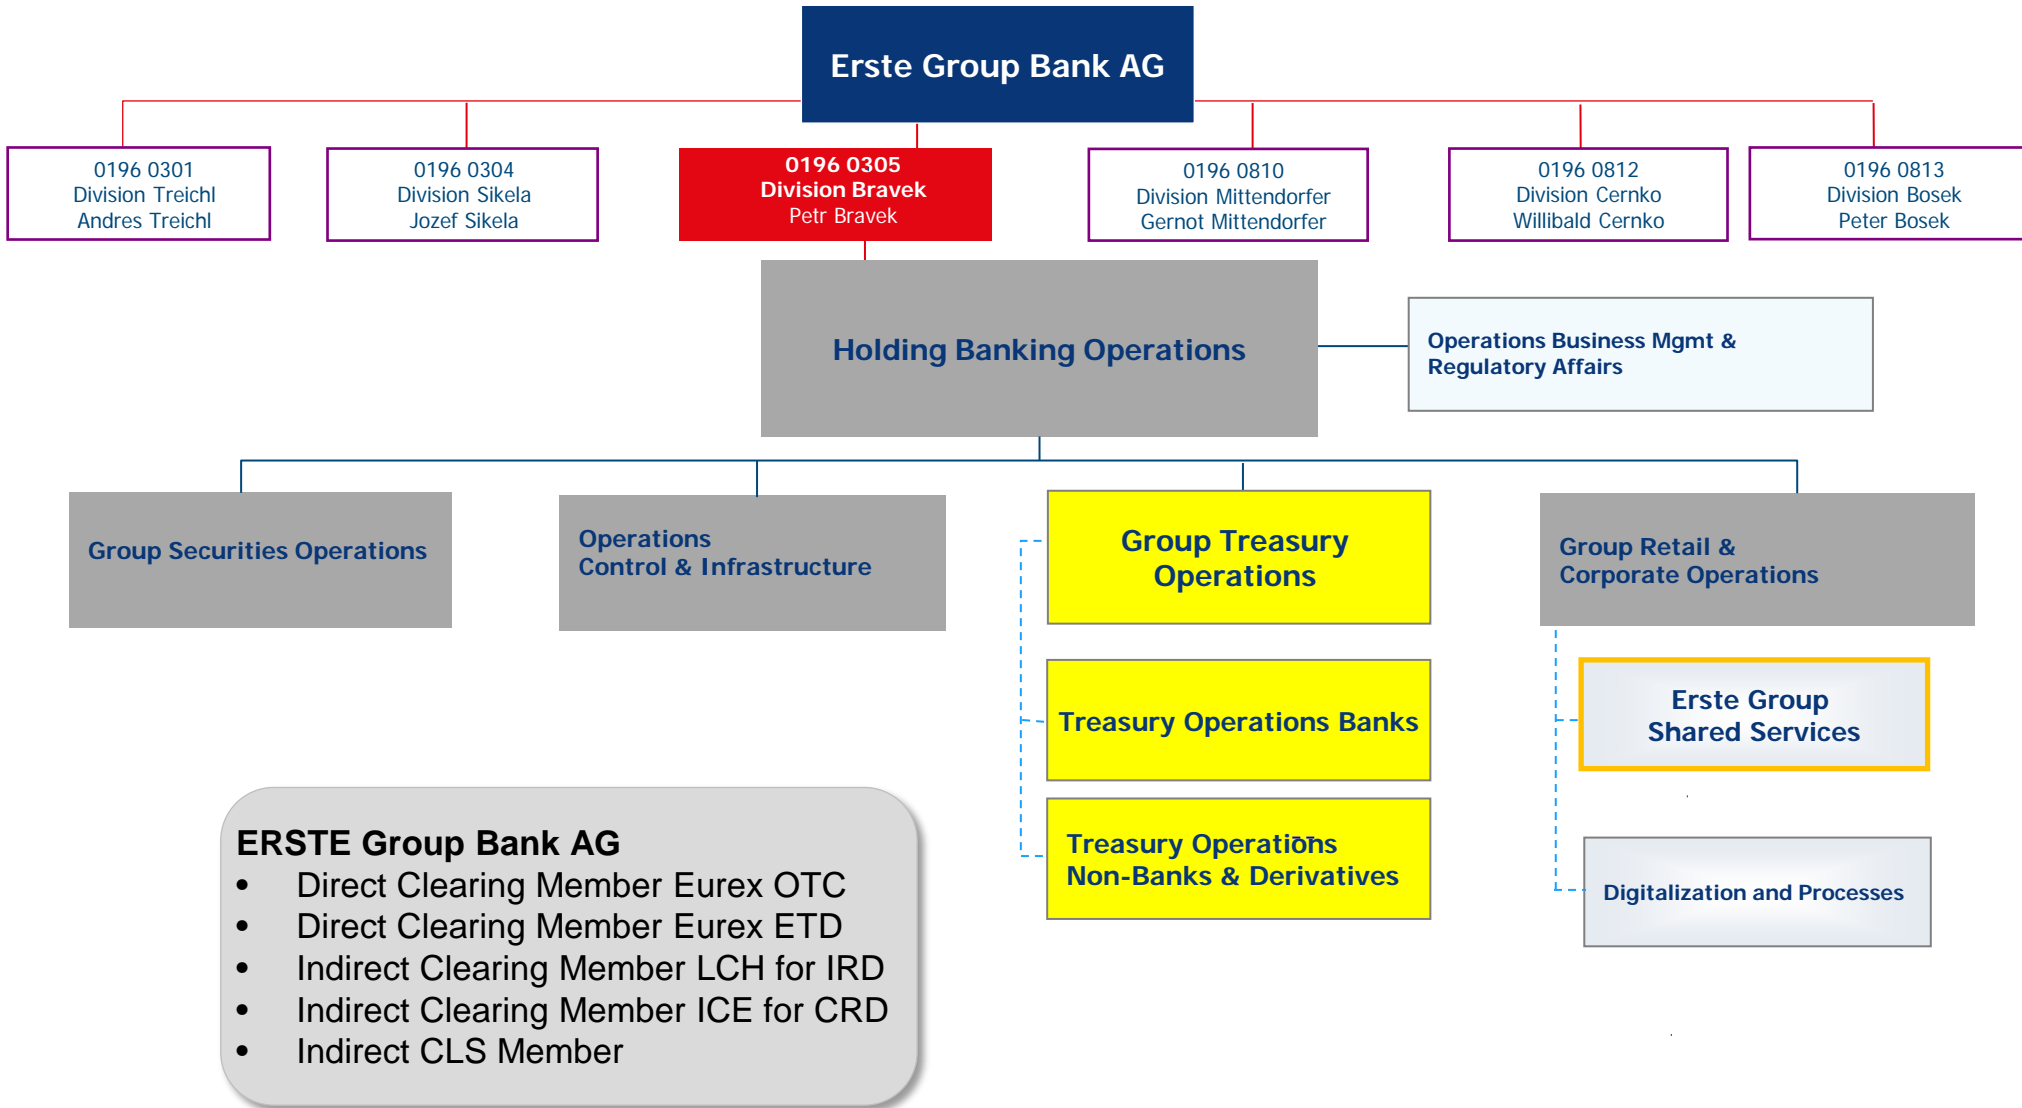 Erste Group Bank AG
0196 0301
Division Treichl
Andres Treichl
0196 0304
Division Sikela
Jozef Sikela
0196 0305
Division Bravek
Petr Bravek
0196 0810
Division Mittendorfer
Gernot Mittendorfer
0196 0812
Division Cernko
Willibald Cernko
0196 0813
Division Bosek
Peter Bosek
Holding Banking Operations
Operations Business Mgmt &
Regulatory Affairs
Group Securities Operations
Operations
Control & Infrastructure
Group Treasury
Operations
Group Retail &
Corporate Operations
Treasury Operations Banks
Erste Group
Shared Services
Treasury Operations
Non-Banks & Derivatives
Digitalization and Processes
ERSTE Group Bank AG
• Direct Clearing Member Eurex OTC
• Direct Clearing Member Eurex ETD
• Indirect Clearing Member LCH for IRD
• Indirect Clearing Member ICE for CRD
• Indirect CLS Member